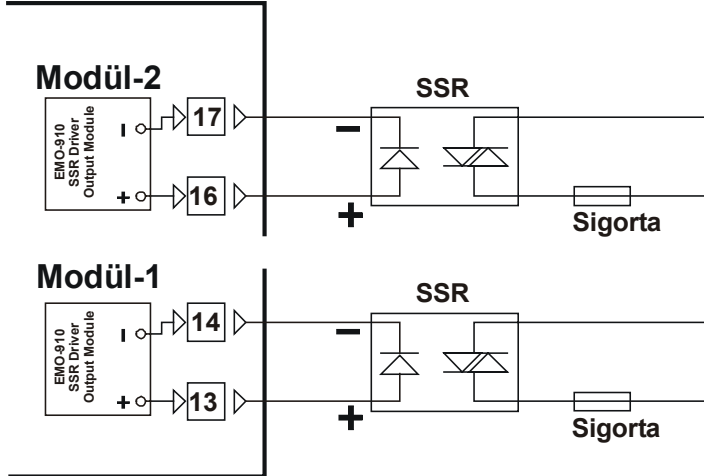 Modül-2
EMO-910
SSR Driver
Output Module
-
+
17
16
SSR
-
+
Sigorta
Modül-1
EMO-910
SSR Driver
Output Module
-
+
14
13
SSR
-
+
Sigorta